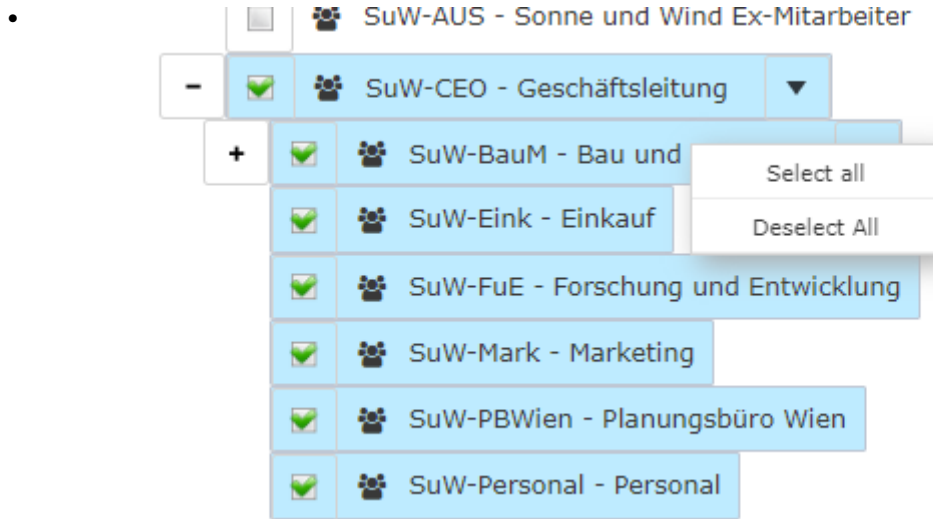 SuW-AUS - Sonne und Wind Ex-Mitarbeiter
SuW-CEO - Geschäftsleitung
SuW-BauM - Bau und
Select all
SuW-Eink - Einkauf
Deselect All
SuW-FuE - Forschung und Entwicklung
SuW-Mark - Marketing
SuW-PBWien - Planungsbüro Wien
SuW-Personal - Personal